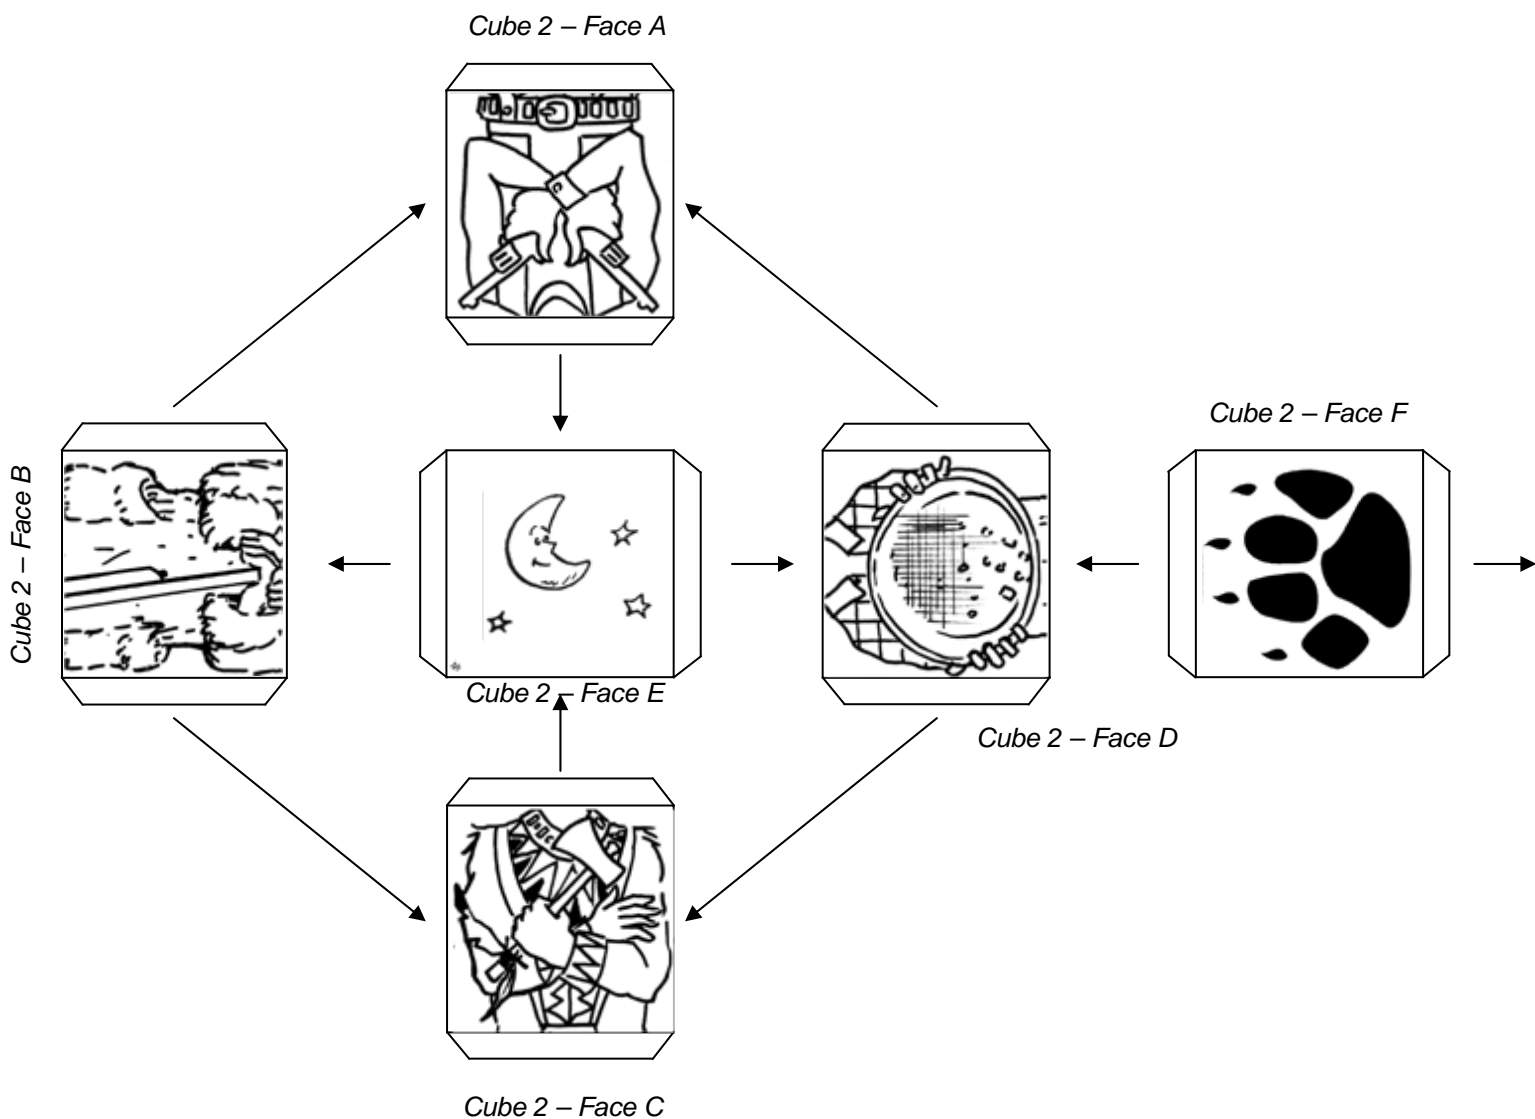 Cube 2 – Face A
Cube 2 – Face F
Cube 2 – Face B
Cube 2 – Face E
Cube 2 – Face D
Cube 2 – Face C